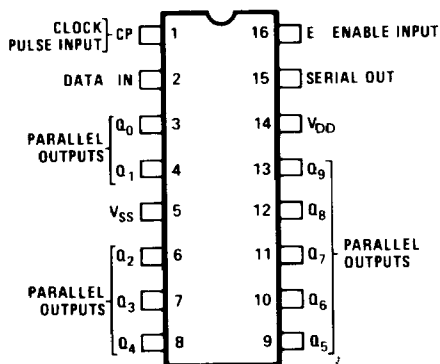 CLOCK
PULSE INPUT
CP 1 16 E ENABLE INPUT
DATA IN 2 15 SERIAL OUT
Q0 3 14 VDD
PARALLEL
OUTPUTS
Q1 4 13 Q9
VSS 5 12 Q8
Q2 6 11 Q7
PARALLEL
OUTPUTS
PARALLEL
OUTPUTS
Q3 7 10 Q6
Q4 8 9 Q5